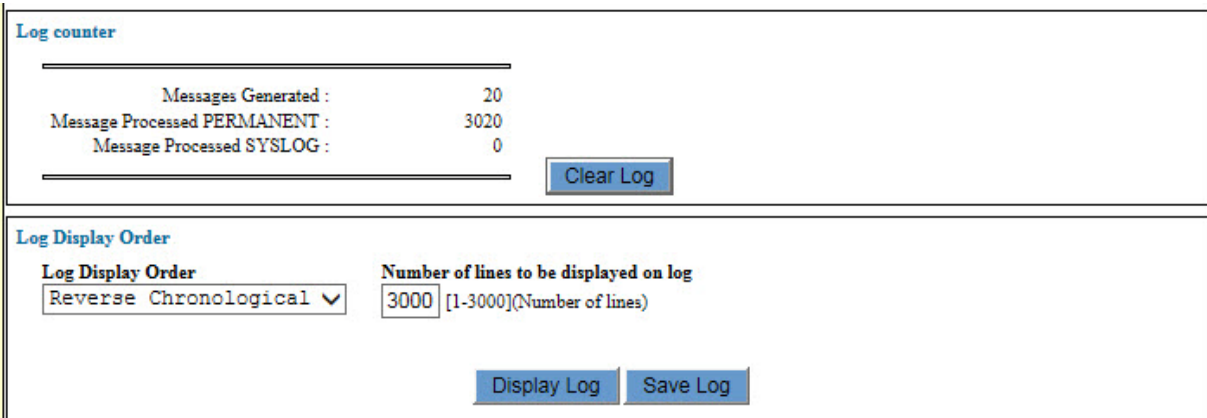 Log counter
Messages Generated : 20
Message Processed PERMANENT : 3020
Message Processed SYSLOG : 0
Clear Log
Log Display Order
Log Display Order
Number of lines to be displayed on log
Reverse Chronological
3000 [1-3000](Number of lines)
Display Log
Save Log